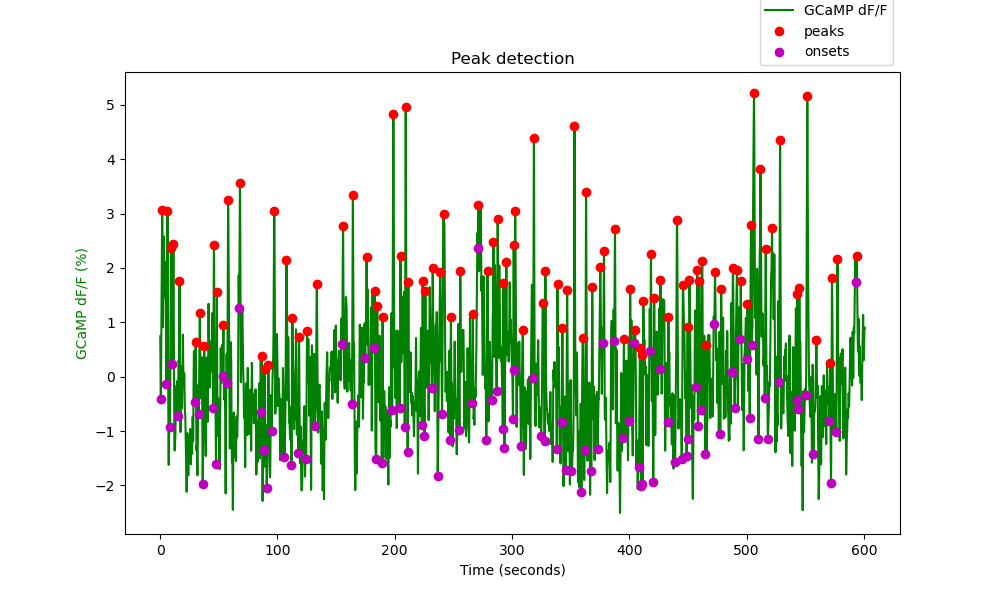 GCaMP dF/F
peaks
onsets
Peak detection
GCaMP dF/F (%)
5
4
3
2
1
0
−1
−2
0 100 200 300 400 500 600
Time (seconds)